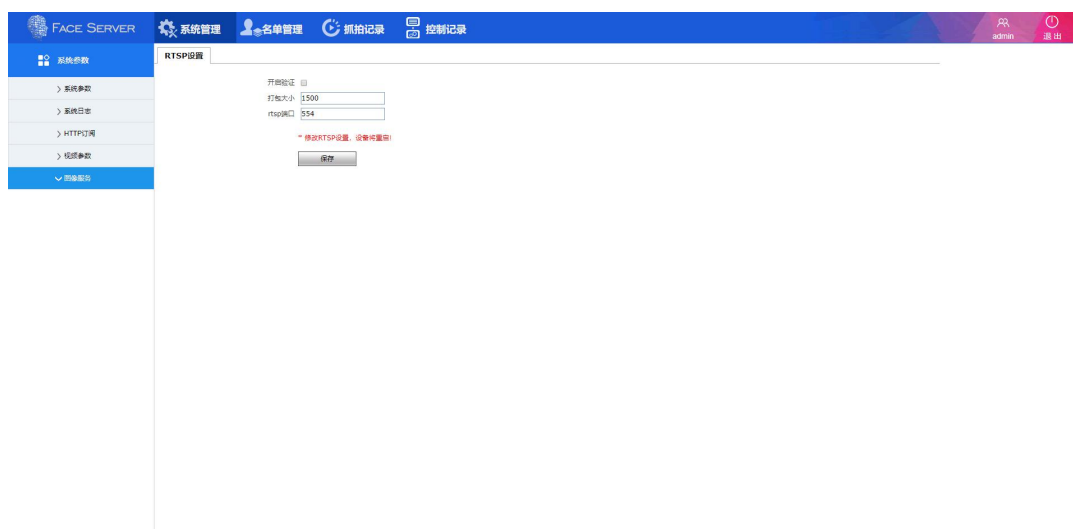 FACE SERVER
系统管理
名单管理
抓拍记录
控制记录
admin
退出
系统参数
RTSP设置
系统参数
系统日志
HTTP订阅
视频参数
图像服务
开启验证
打包大小 1500
rtsp端口 554
* 修改RTSP设置，设备将重启!
保存